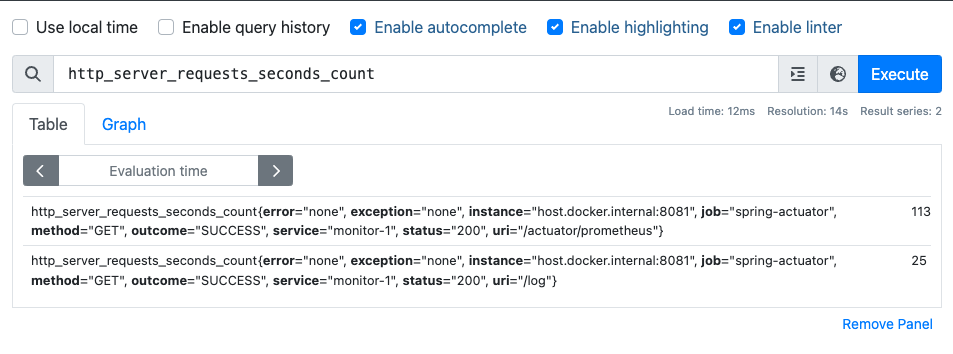 Use local time Enable query history Enable autocomplete Enable highlighting Enable linter
http_server_requests_seconds_count Execute
Load time: 12ms Resolution: 14s Result series: 2
Table Graph
Evaluation time
http_server_requests_seconds_count{error="none", exception="none", instance="host.docker.internal:8081", job="spring-actuator", 113
method="GET", outcome="SUCCESS", service="monitor-1", status="200", uri="/actuator/prometheus"}
http_server_requests_seconds_count{error="none", exception="none", instance="host.docker.internal:8081", job="spring-actuator", 25
method="GET", outcome="SUCCESS", service="monitor-1", status="200", uri="/log"}
Remove Panel